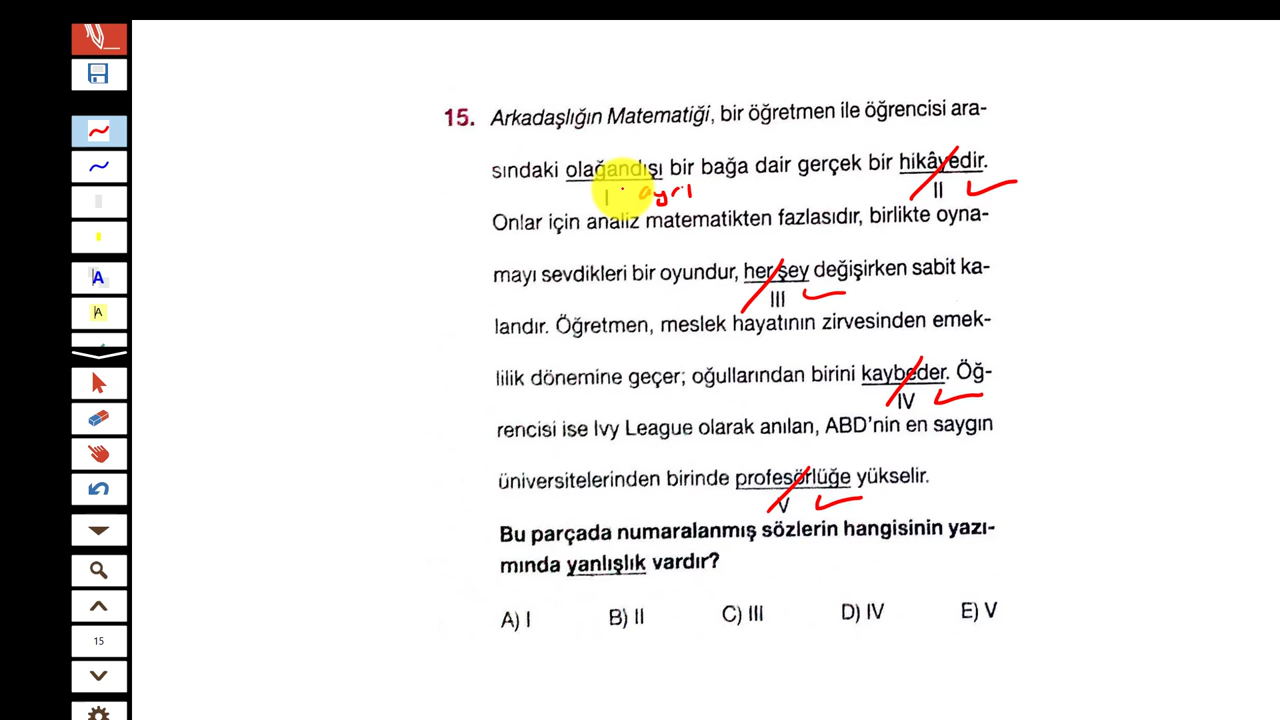 15. Arkadaşlığın Matematiği, bir öğretmen ile öğrencisi ara-
sındaki olağandışı bir bağa dair gerçek bir hikâyedir.
I ayrı II
Onlar için analiz matematikten fazlasıdır, birlikte oyna-
mayı sevdikleri bir oyundur, her şey değişirken sabit ka-
III
landır. Öğretmen, meslek hayatının zirvesinden emek-
lilik dönemine geçer; oğullarından birini kaybeder. Öğ-
IV
rencisi ise Ivy League olarak anılan, ABD'nin en saygın
üniversitelerinden birinde profesörlüğe yükselir.
V
Bu parçada numaralanmış sözlerin hangisinin yazı-
mında yanlışlık vardır?
A) I B) II C) III D) IV E) V
A
A
15